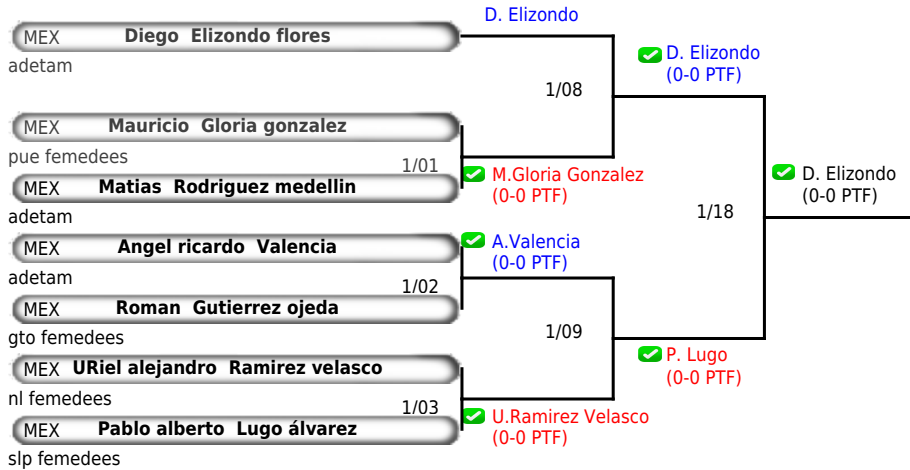 D. Elizondo
MEX Diego Elizondo flores
adetam
D. Elizondo
(0-0 PTF)
1/08
MEX Mauricio Gloria gonzalez
pue femedees
1/01
M.Gloria Gonzalez
(0-0 PTF)
MEX Matias Rodriguez medellin
adetam
D. Elizondo
(0-0 PTF)
1/18
MEX Angel ricardo Valencia
adetam
A.Valencia
(0-0 PTF)
1/02
MEX Roman Gutierrez ojeda
gto femedees
1/09
P. Lugo
(0-0 PTF)
MEX URiel alejandro Ramirez velasco
nl femedees
1/03
U.Ramirez Velasco
(0-0 PTF)
MEX Pablo alberto Lugo álvarez
slp femedees